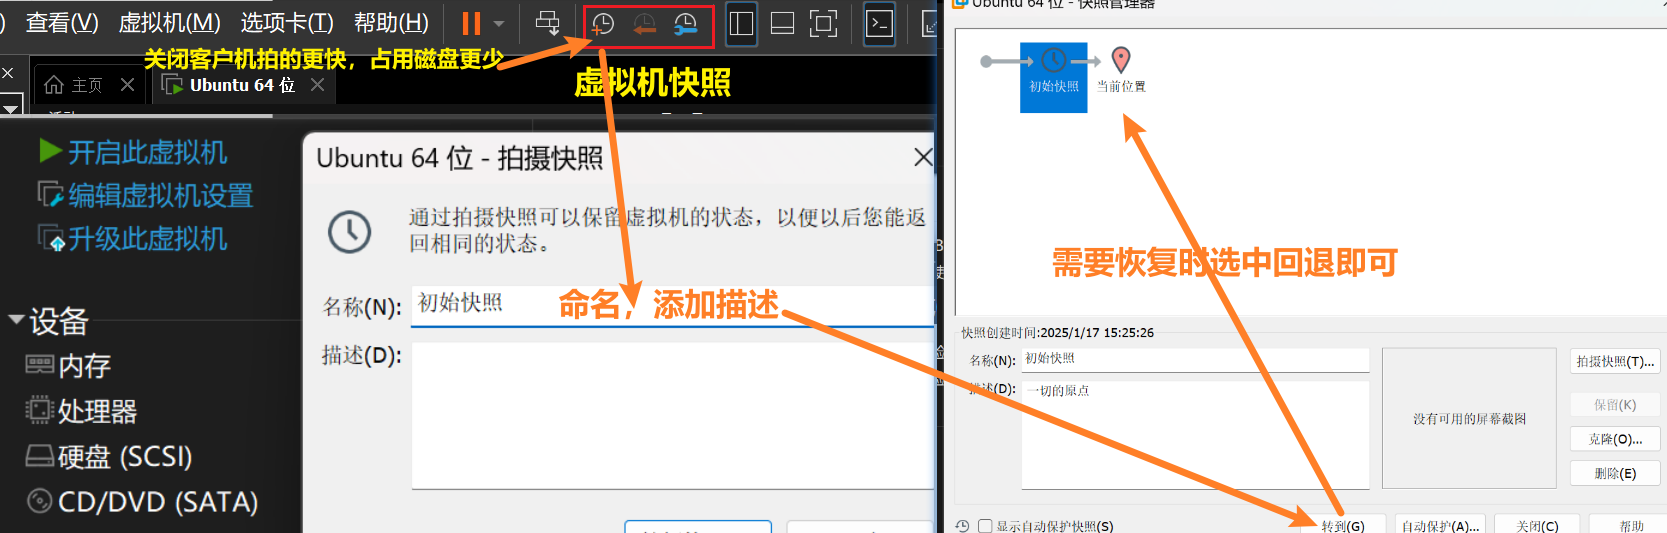 查看(V) 虚拟机(M) 选项卡(T) 帮助(H)
关闭客户机拍的更快，占用磁盘更少
虚拟机快照
主页
Ubuntu 64 位
开启此虚拟机
编辑虚拟机设置
升级此虚拟机
设备
内存
处理器
硬盘 (SCSI)
CD/DVD (SATA)
Ubuntu 64 位 - 拍摄快照
通过拍摄快照可以保留虚拟机的状态，以便以后您能返
回相同的状态。
名称(N): 初始快照
命名，添加描述
描述(D):
Ubuntu 64 位 - 快照管理器
初始快照
当前位置
需要恢复时选中回退即可
快照创建时间:2025/1/17 15:25:26
名称(N): 初始快照
描述(D): 一切的原点
没有可用的屏幕截图
拍摄快照(T)...
保留(K)
克隆(O)...
删除(E)
显示自动保护快照(S)
转到(G)
自动保护(A)...
关闭(C)
帮助